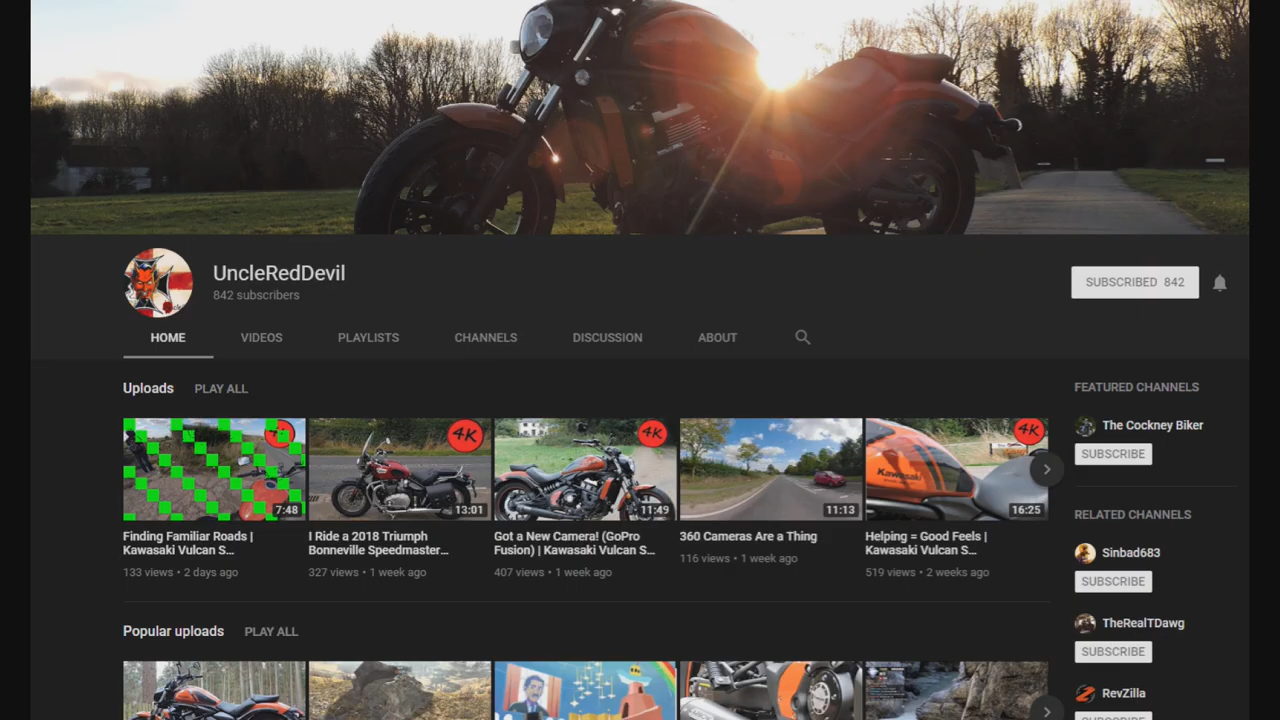 UncleRedDevil
842 subscribers
SUBSCRIBED 842
HOME VIDEOS PLAYLISTS CHANNELS DISCUSSION ABOUT
Uploads PLAY ALL
4K
4K
4K
Kawasaki
7:48
13:01
11:49
11:13
16:25
Finding Familiar Roads |
Kawasaki Vulcan S...
133 views • 2 days ago
I Ride a 2018 Triumph
Bonneville Speedmaster...
327 views • 1 week ago
Got a New Camera! (GoPro
Fusion) | Kawasaki Vulcan S...
407 views • 1 week ago
360 Cameras Are a Thing
116 views • 1 week ago
Helping = Good Feels |
Kawasaki Vulcan S...
519 views • 2 weeks ago
Popular uploads PLAY ALL
FEATURED CHANNELS
The Cockney Biker
SUBSCRIBE
RELATED CHANNELS
Sinbad683
SUBSCRIBE
TheRealTDawg
SUBSCRIBE
RevZilla